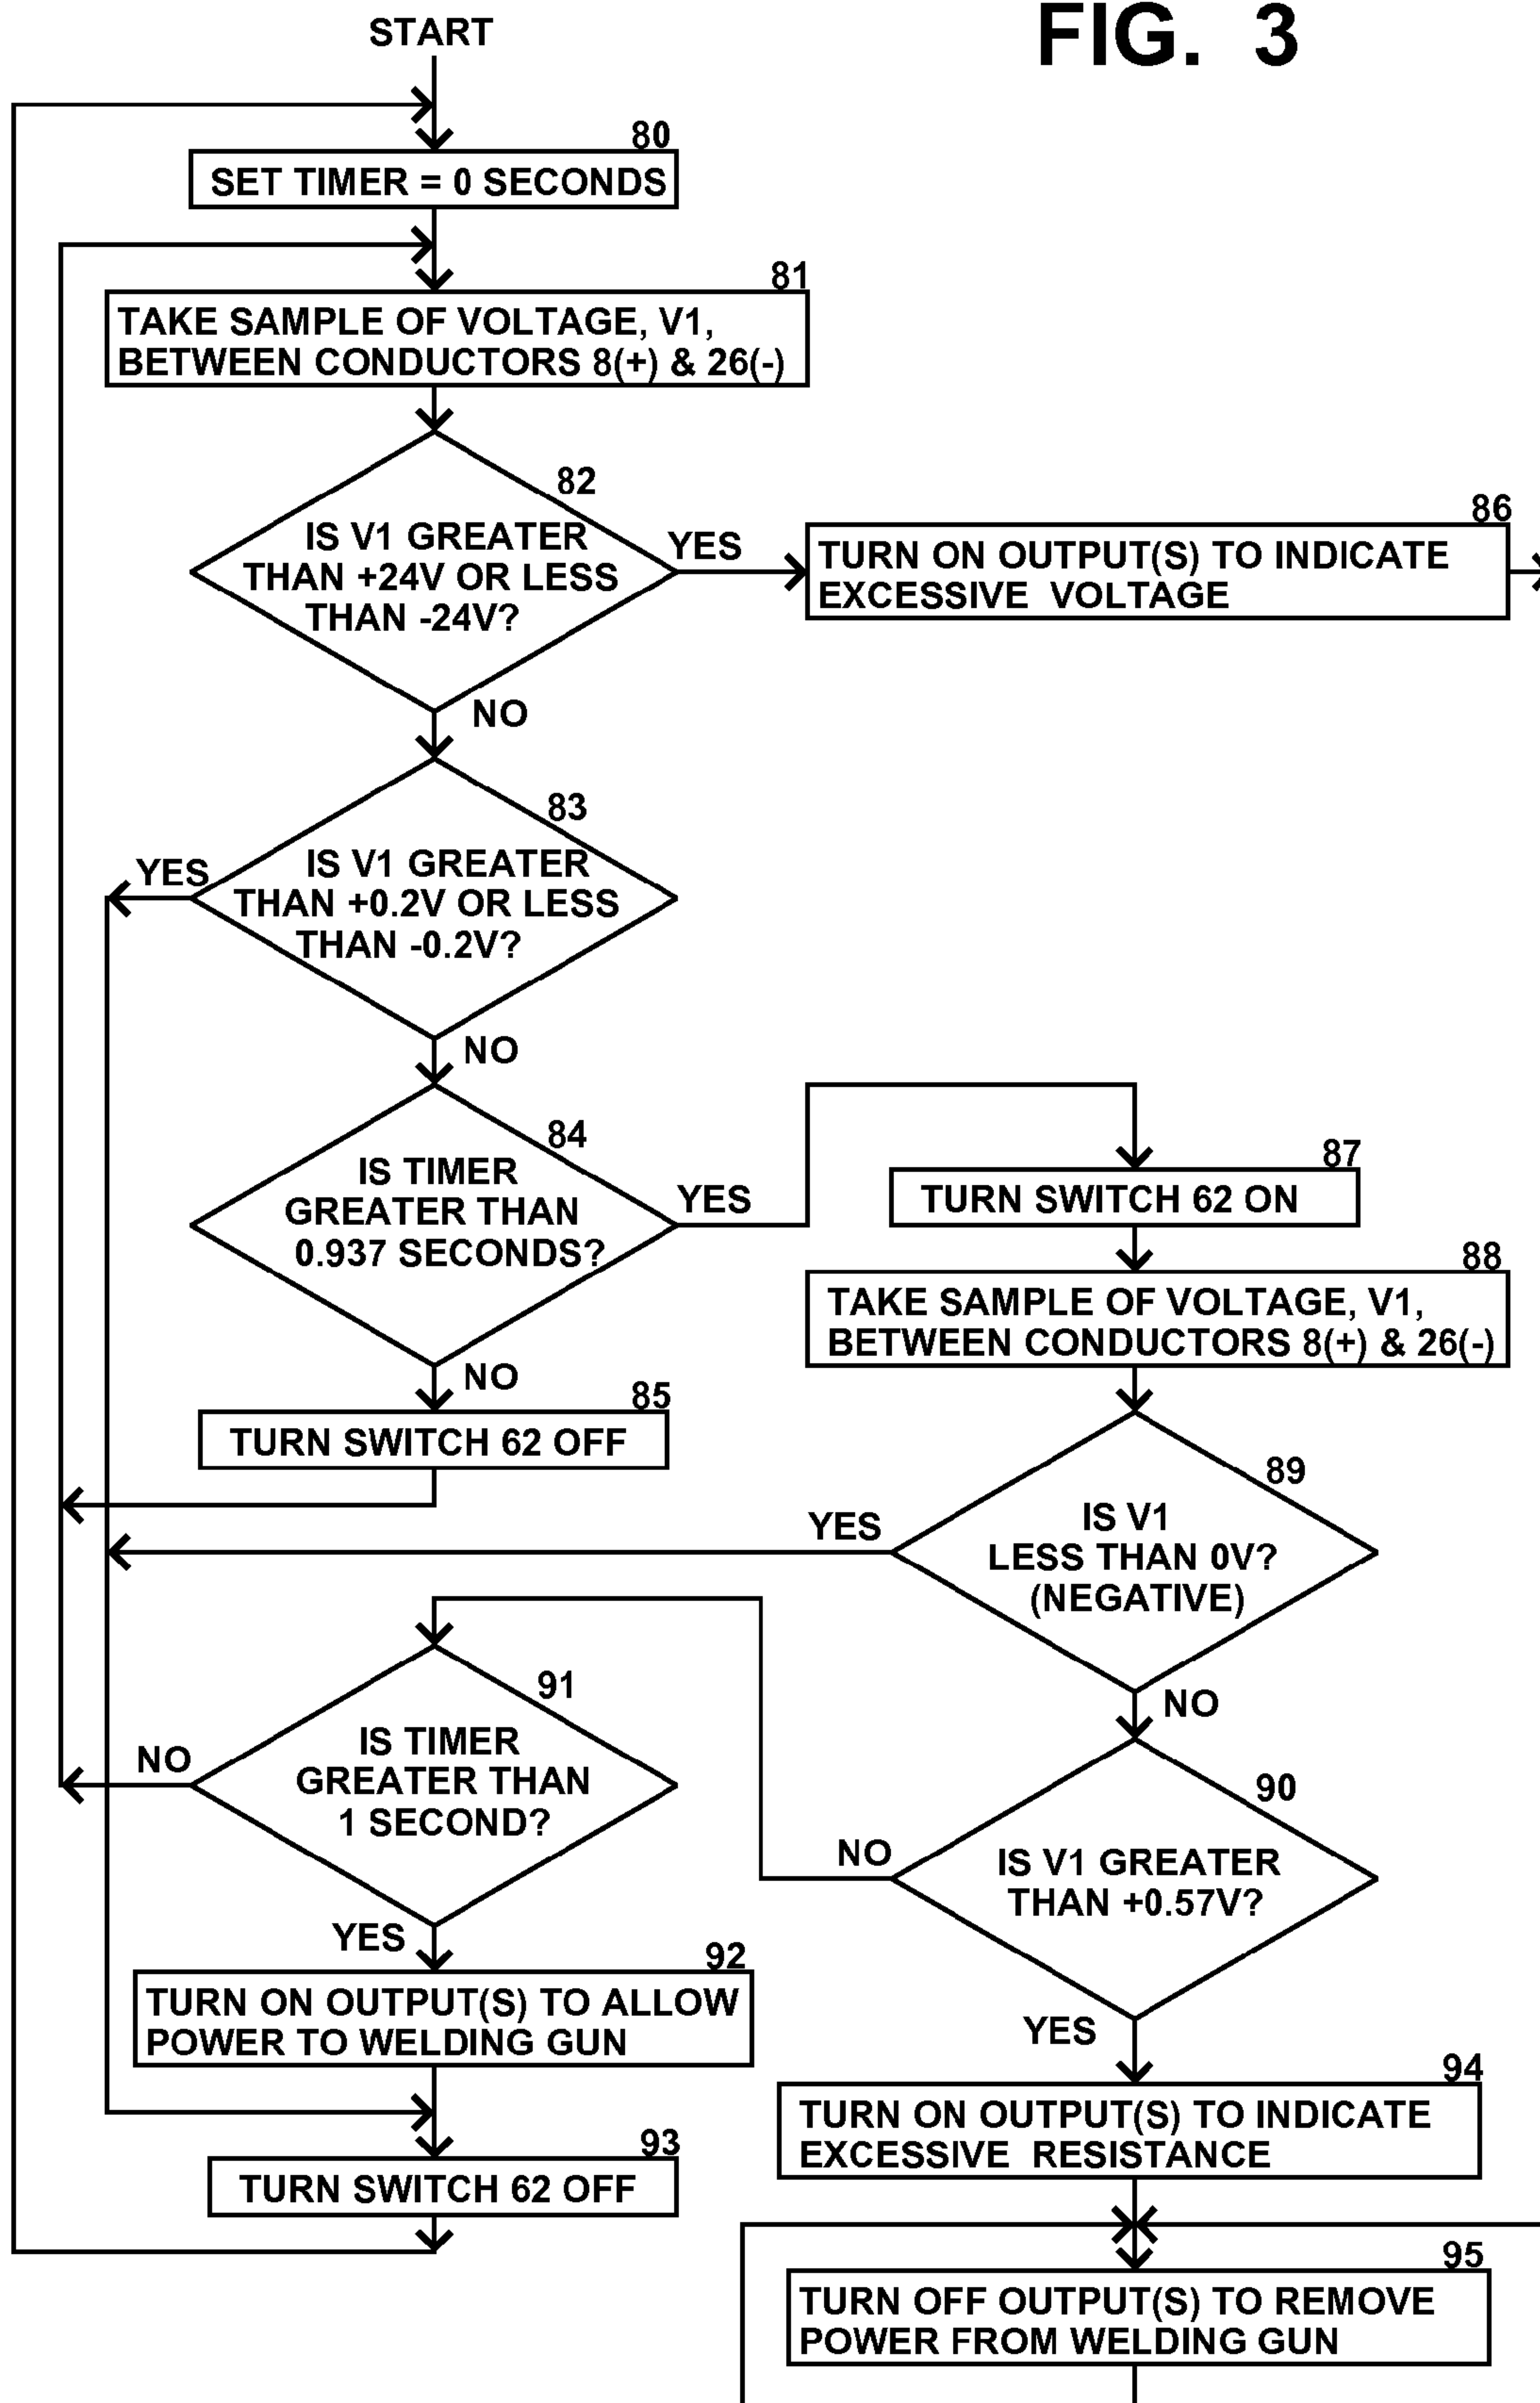 FIG. 3
START
80
SET TIMER = 0 SECONDS
81
TAKE SAMPLE OF VOLTAGE, V1,
BETWEEN CONDUCTORS 8(+) & 26(-)
82
IS V1 GREATER
THAN +24V OR LESS
THAN -24V?
YES
86
TURN ON OUTPUT(S) TO INDICATE
EXCESSIVE VOLTAGE
NO
83
IS V1 GREATER
THAN +0.2V OR LESS
THAN -0.2V?
YES
NO
84
IS TIMER
GREATER THAN
0.937 SECONDS?
YES
87
TURN SWITCH 62 ON
88
TAKE SAMPLE OF VOLTAGE, V1,
BETWEEN CONDUCTORS 8(+) & 26(-)
NO
85
TURN SWITCH 62 OFF
89
IS V1
LESS THAN 0V?
(NEGATIVE)
YES
NO
91
IS TIMER
GREATER THAN
1 SECOND?
NO
90
IS V1 GREATER
THAN +0.57V?
NO
YES
92
TURN ON OUTPUT(S) TO ALLOW
POWER TO WELDING GUN
YES
94
TURN ON OUTPUT(S) TO INDICATE
EXCESSIVE RESISTANCE
93
TURN SWITCH 62 OFF
95
TURN OFF OUTPUT(S) TO REMOVE
POWER FROM WELDING GUN